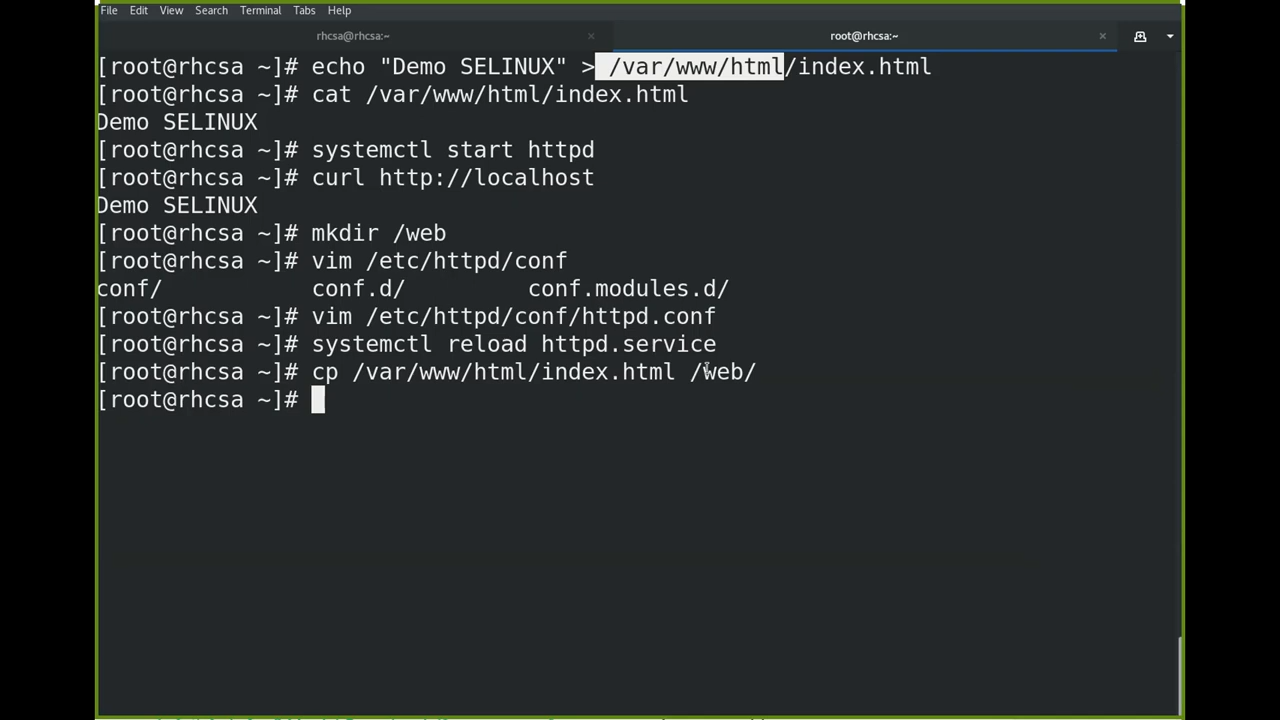 File Edit View Search Terminal Tabs Help
rhcsa@rhcsa:~ × root@rhcsa:~ ×
[root@rhcsa ~]# echo "Demo SELINUX" > /var/www/html/index.html
[root@rhcsa ~]# cat /var/www/html/index.html
Demo SELINUX
[root@rhcsa ~]# systemctl start httpd
[root@rhcsa ~]# curl http://localhost
Demo SELINUX
[root@rhcsa ~]# mkdir /web
[root@rhcsa ~]# vim /etc/httpd/conf
conf/ conf.d/ conf.modules.d/
[root@rhcsa ~]# vim /etc/httpd/conf/httpd.conf
[root@rhcsa ~]# systemctl reload httpd.service
[root@rhcsa ~]# cp /var/www/html/index.html /web/
[root@rhcsa ~]#